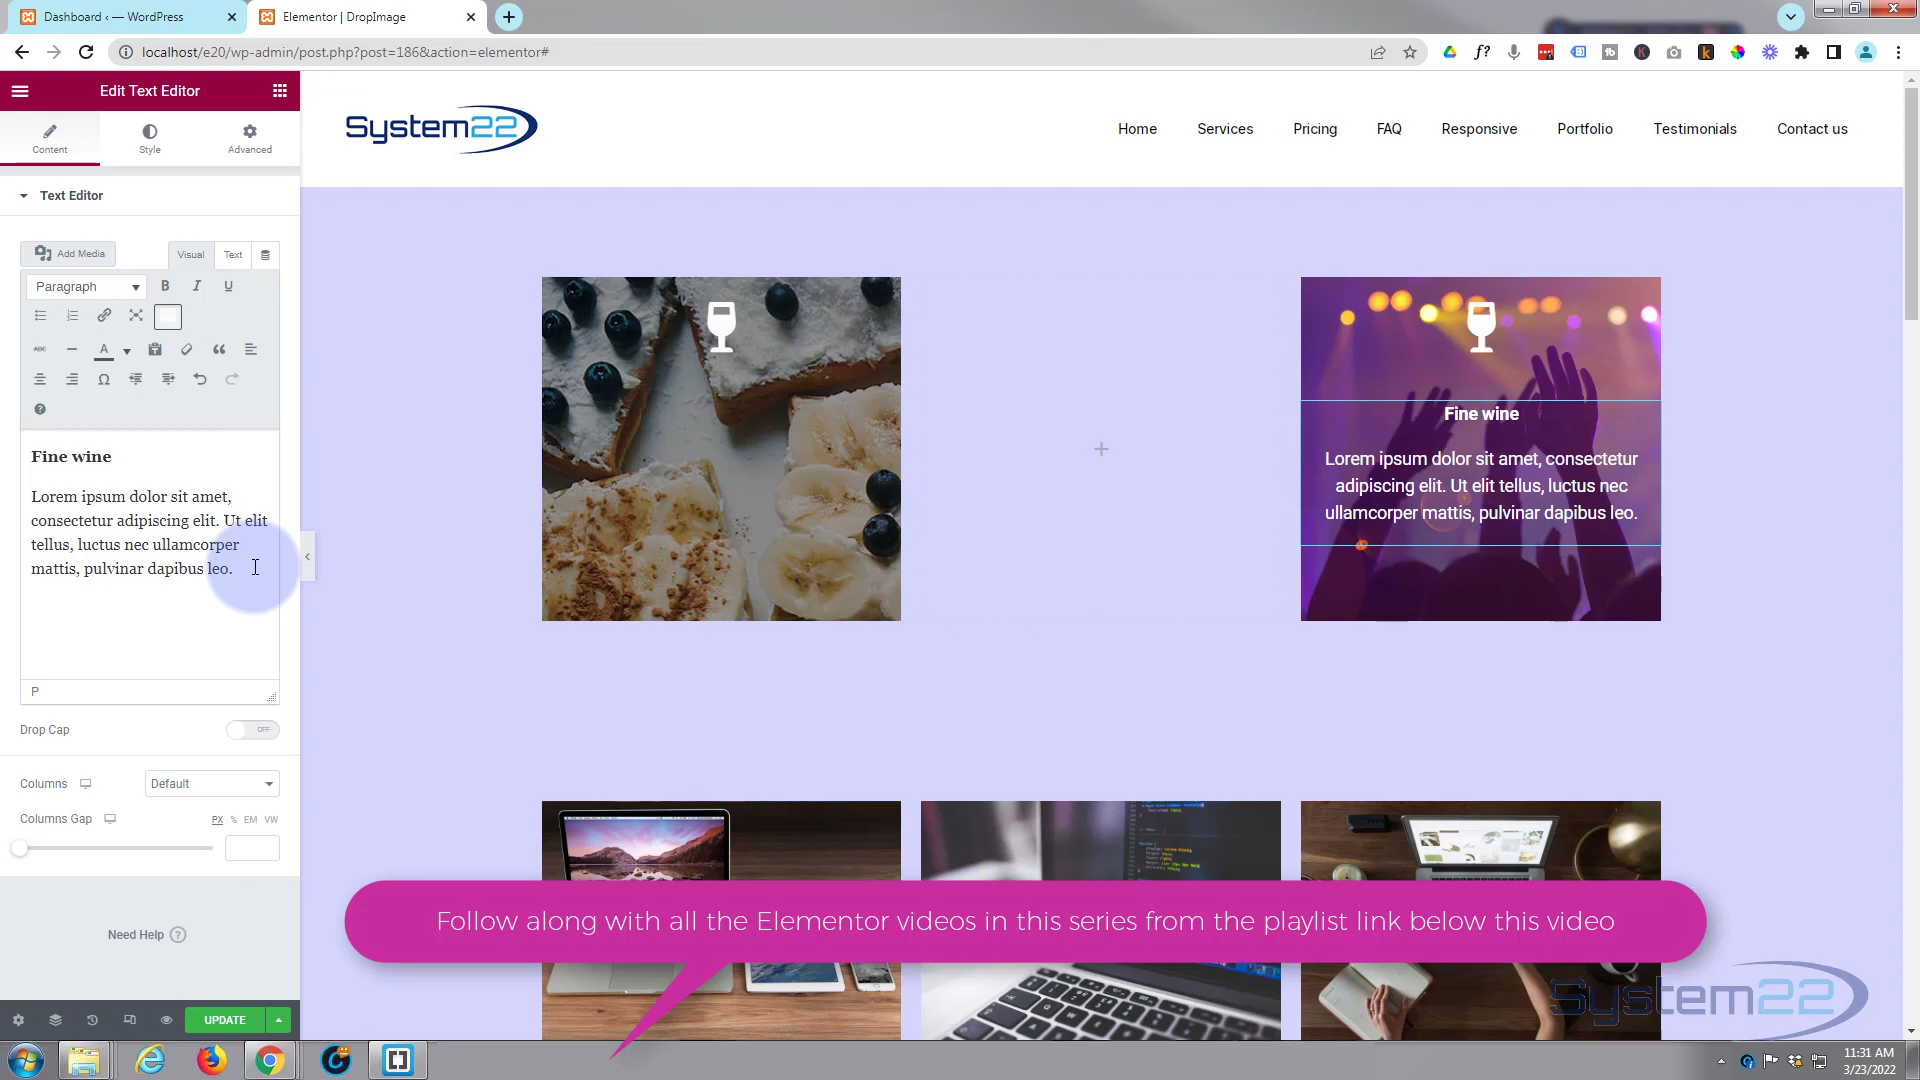 Dashboard ‹ — WordPress
Elementor | DropImage
localhost/e20/wp-admin/post.php?post=186&action=elementor#
Edit Text Editor
Content
Style
Advanced
Text Editor
Add Media
Visual
Text
Paragraph
B
I
U
ABC
A
Fine wine
Lorem ipsum dolor sit amet,
consectetur adipiscing elit. Ut elit
tellus, luctus nec ullamcorper
mattis, pulvinar dapibus leo.
P
Drop Cap
OFF
Columns
Default
Columns Gap
PX % EM VW
Need Help ?
UPDATE
System22
Home
Services
Pricing
FAQ
Responsive
Portfolio
Testimonials
Contact us
Fine wine
Lorem ipsum dolor sit amet, consectetur
adipiscing elit. Ut elit tellus, luctus nec
ullamcorper mattis, pulvinar dapibus leo.
Follow along with all the Elementor videos in this series from the playlist link below this video
System22
11:31 AM
3/23/2022